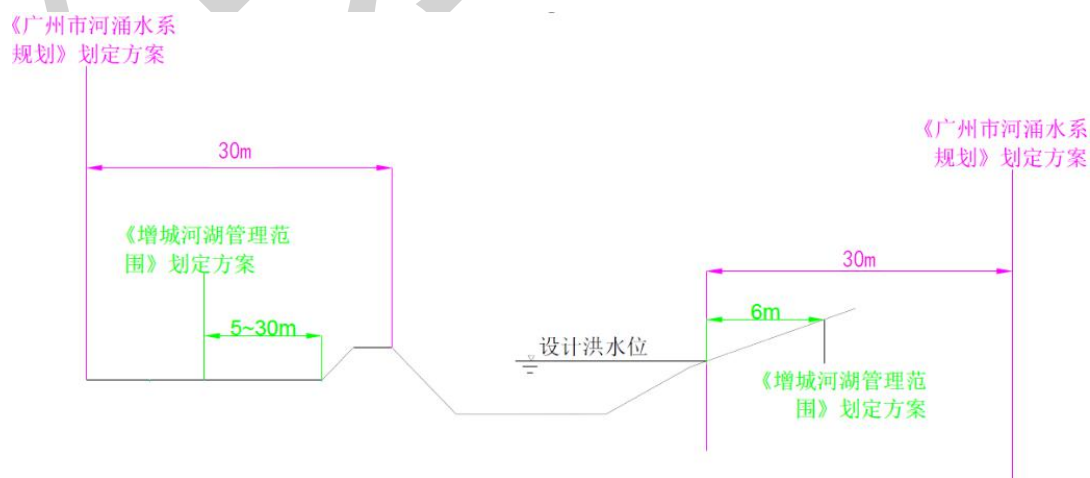 《广州市河涌水系
规划》划定方案
30m
《增城河湖管理范
围》划定方案
5~30m
设计洪水位
《广州市河涌水系
规划》划定方案
30m
6m
《增城河湖管理范
围》划定方案